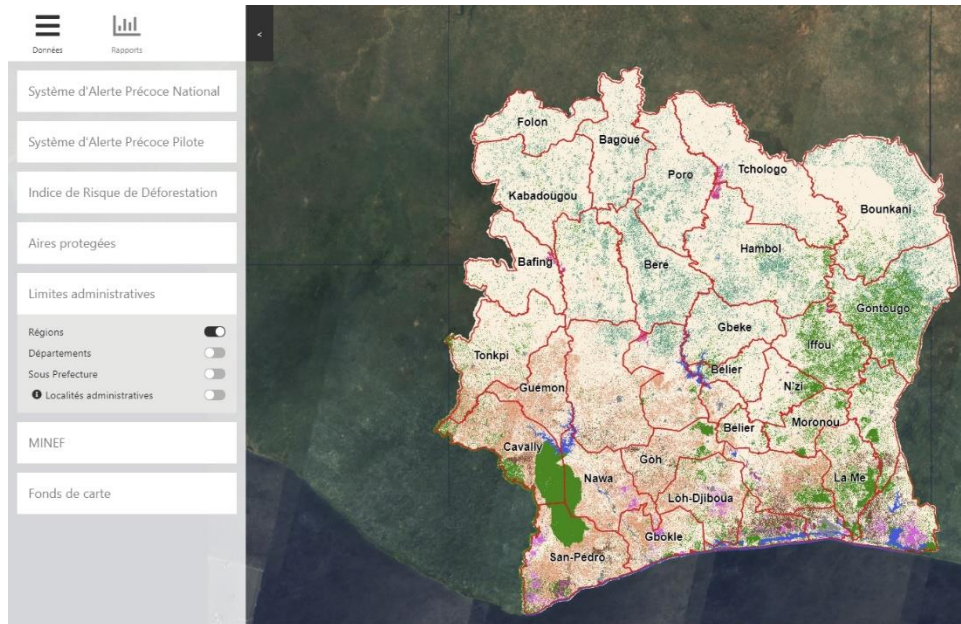 Données
Rapports
<
Système d'Alerte Précoce National
Système d'Alerte Précoce Pilote
Indice de Risque de Déforestation
Aires protegées
Limites administratives
Régions
Départements
Sous Prefecture
Localités administratives
MINEF
Fonds de carte
Folon
Bagoué
Poro
Tchologo
Kabadougou
Bounkani
Hambol
Bafing
Beré
Gontougo
Gbeke
Iffou
Tonkpi
Belier
N'zi
Guemon
Moronou
Belier
Cavally
Goh
Nawa
La Me
Lôh-Djiboua
Gbokle
San-Pédro